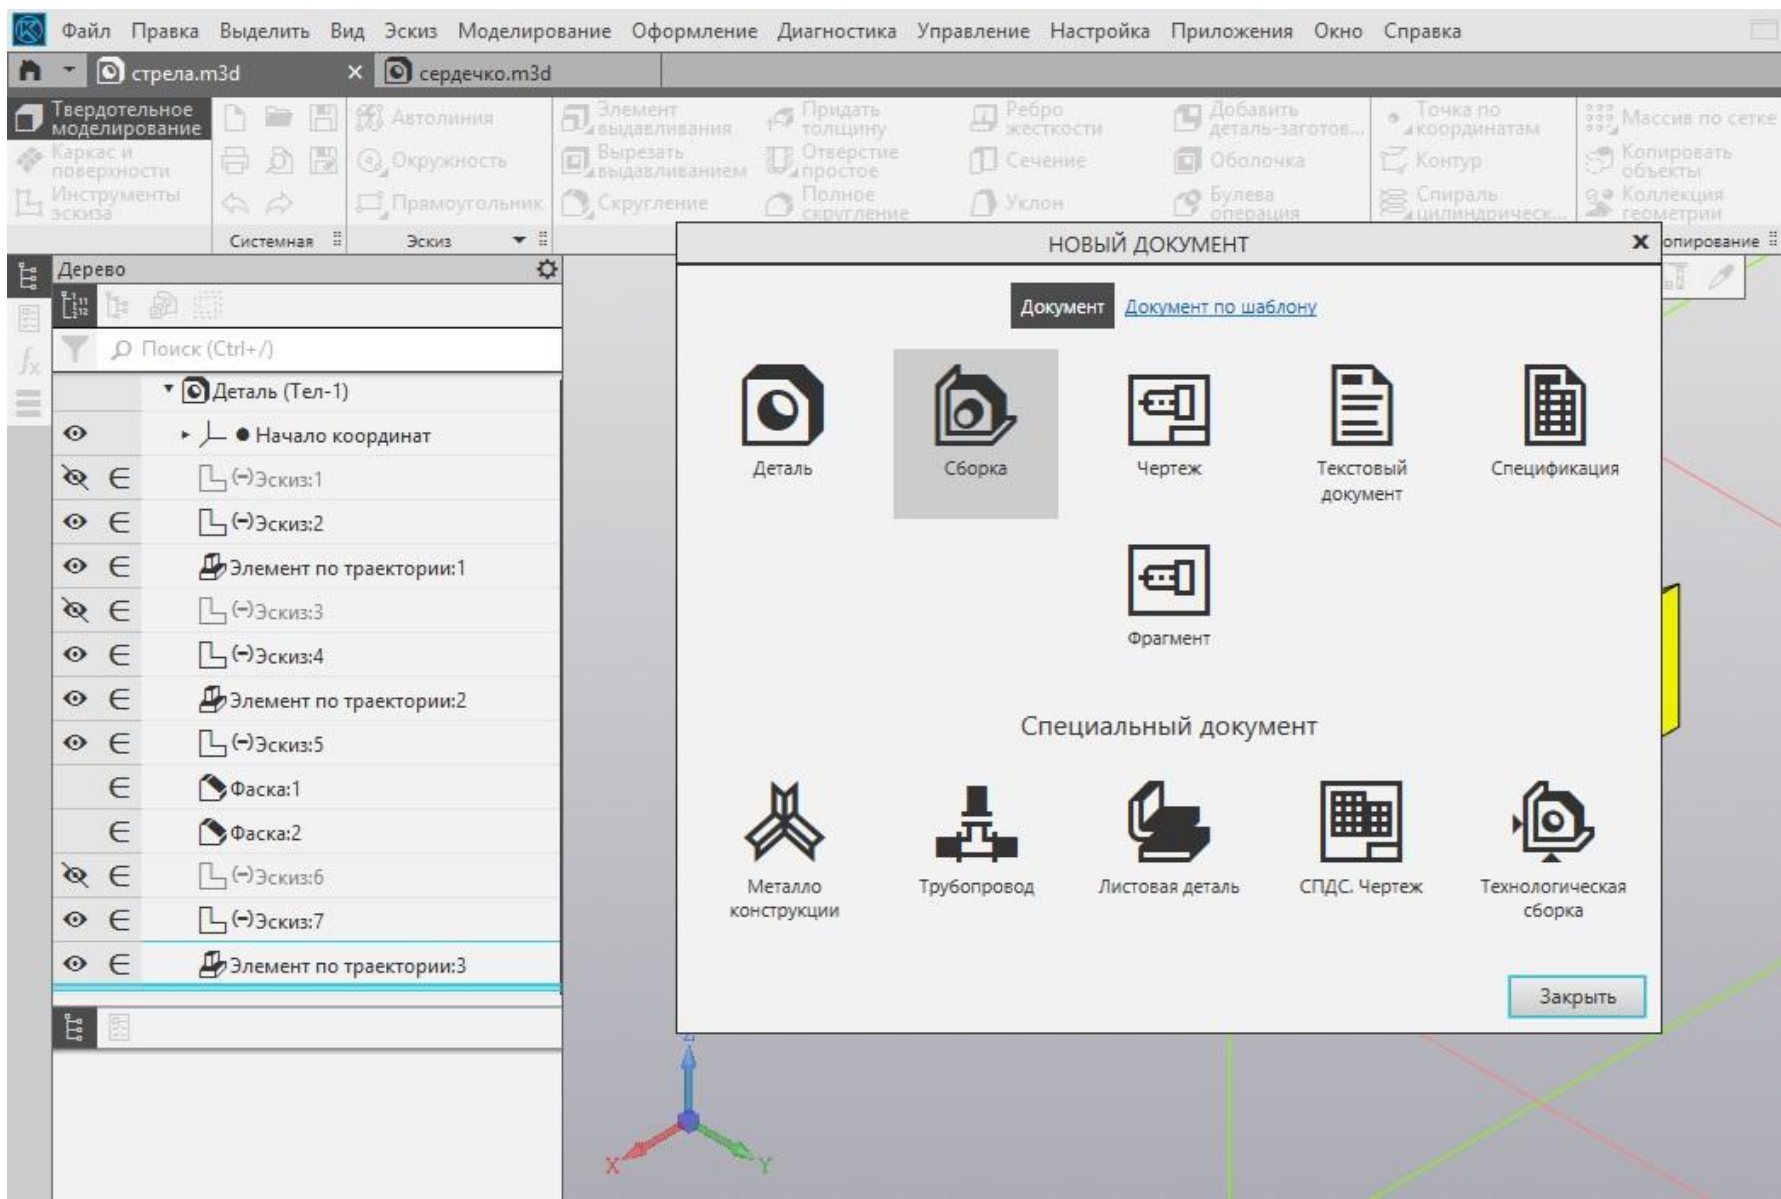 Файл Правка Выделить Вид Эскиз Моделирование Оформление Диагностика Управление Настройка Приложения Окно Справка
стрела.m3d × сердечко.m3d
Твердотельное
моделирование
Каркас и
поверхности
Инструменты
эскиза
Системная
Автолиния
Окружность
Прямоугольник
Эскиз
Элемент
выдавливания
Вырезать
выдавливанием
Скругление
Придать
толщину
Отверстие
простое
Полное
скругление
Ребро
жесткости
Сечение
Уклон
Добавить
деталь-заготов...
Оболочка
Булева
операция
Точка по
координатам
Контур
Спираль
цилиндрическ...
Массив по сетке
Копировать
объекты
Коллекция
геометрии
опирование
Дерево
Поиск (Ctrl+/)
Деталь (Тел-1)
Начало координат
(-)Эскиз:1
(-)Эскиз:2
Элемент по траектории:1
(-)Эскиз:3
(-)Эскиз:4
Элемент по траектории:2
(-)Эскиз:5
Фаска:1
Фаска:2
(-)Эскиз:6
(-)Эскиз:7
Элемент по траектории:3
НОВЫЙ ДОКУМЕНТ
Документ Документ по шаблону
Деталь
Сборка
Чертеж
Текстовый
документ
Спецификация
Фрагмент
Специальный документ
Металло
конструкции
Трубопровод
Листовая деталь
СПДС. Чертеж
Технологическая
сборка
Закрыть
Z
X
Y